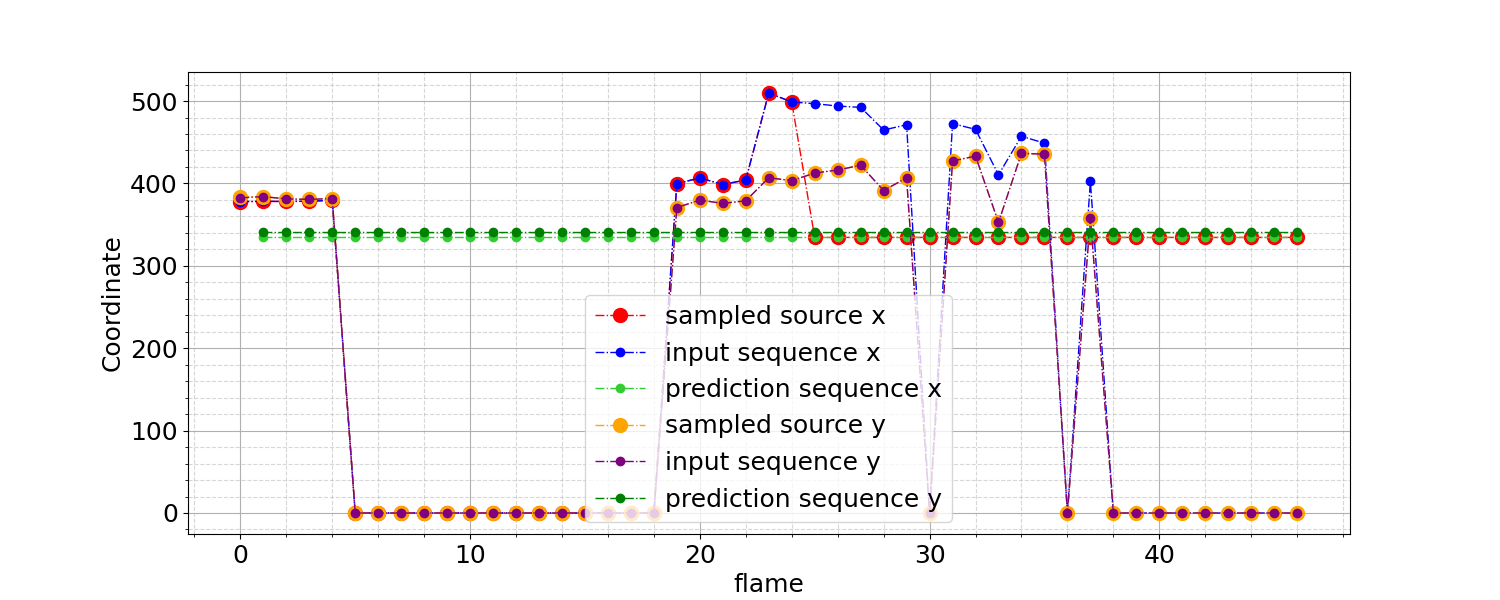 500
400
300
200
100
0
Coordinate
sampled source x
input sequence x
prediction sequence x
sampled source y
input sequence y
prediction sequence y
0 10 20 30 40
flame